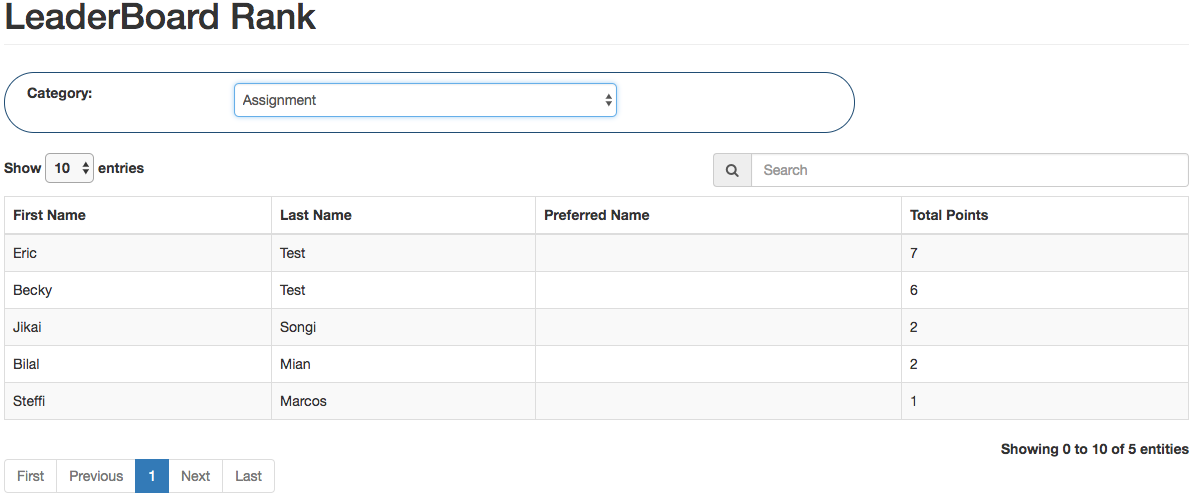 LeaderBoard Rank
Category: Assignment
Show 10 entries Search
First Name Last Name Preferred Name Total Points
Eric Test 7
Becky Test 6
Jikai Songi 2
Bilal Mian 2
Steffi Marcos 1
Showing 0 to 10 of 5 entities
First Previous 1 Next Last